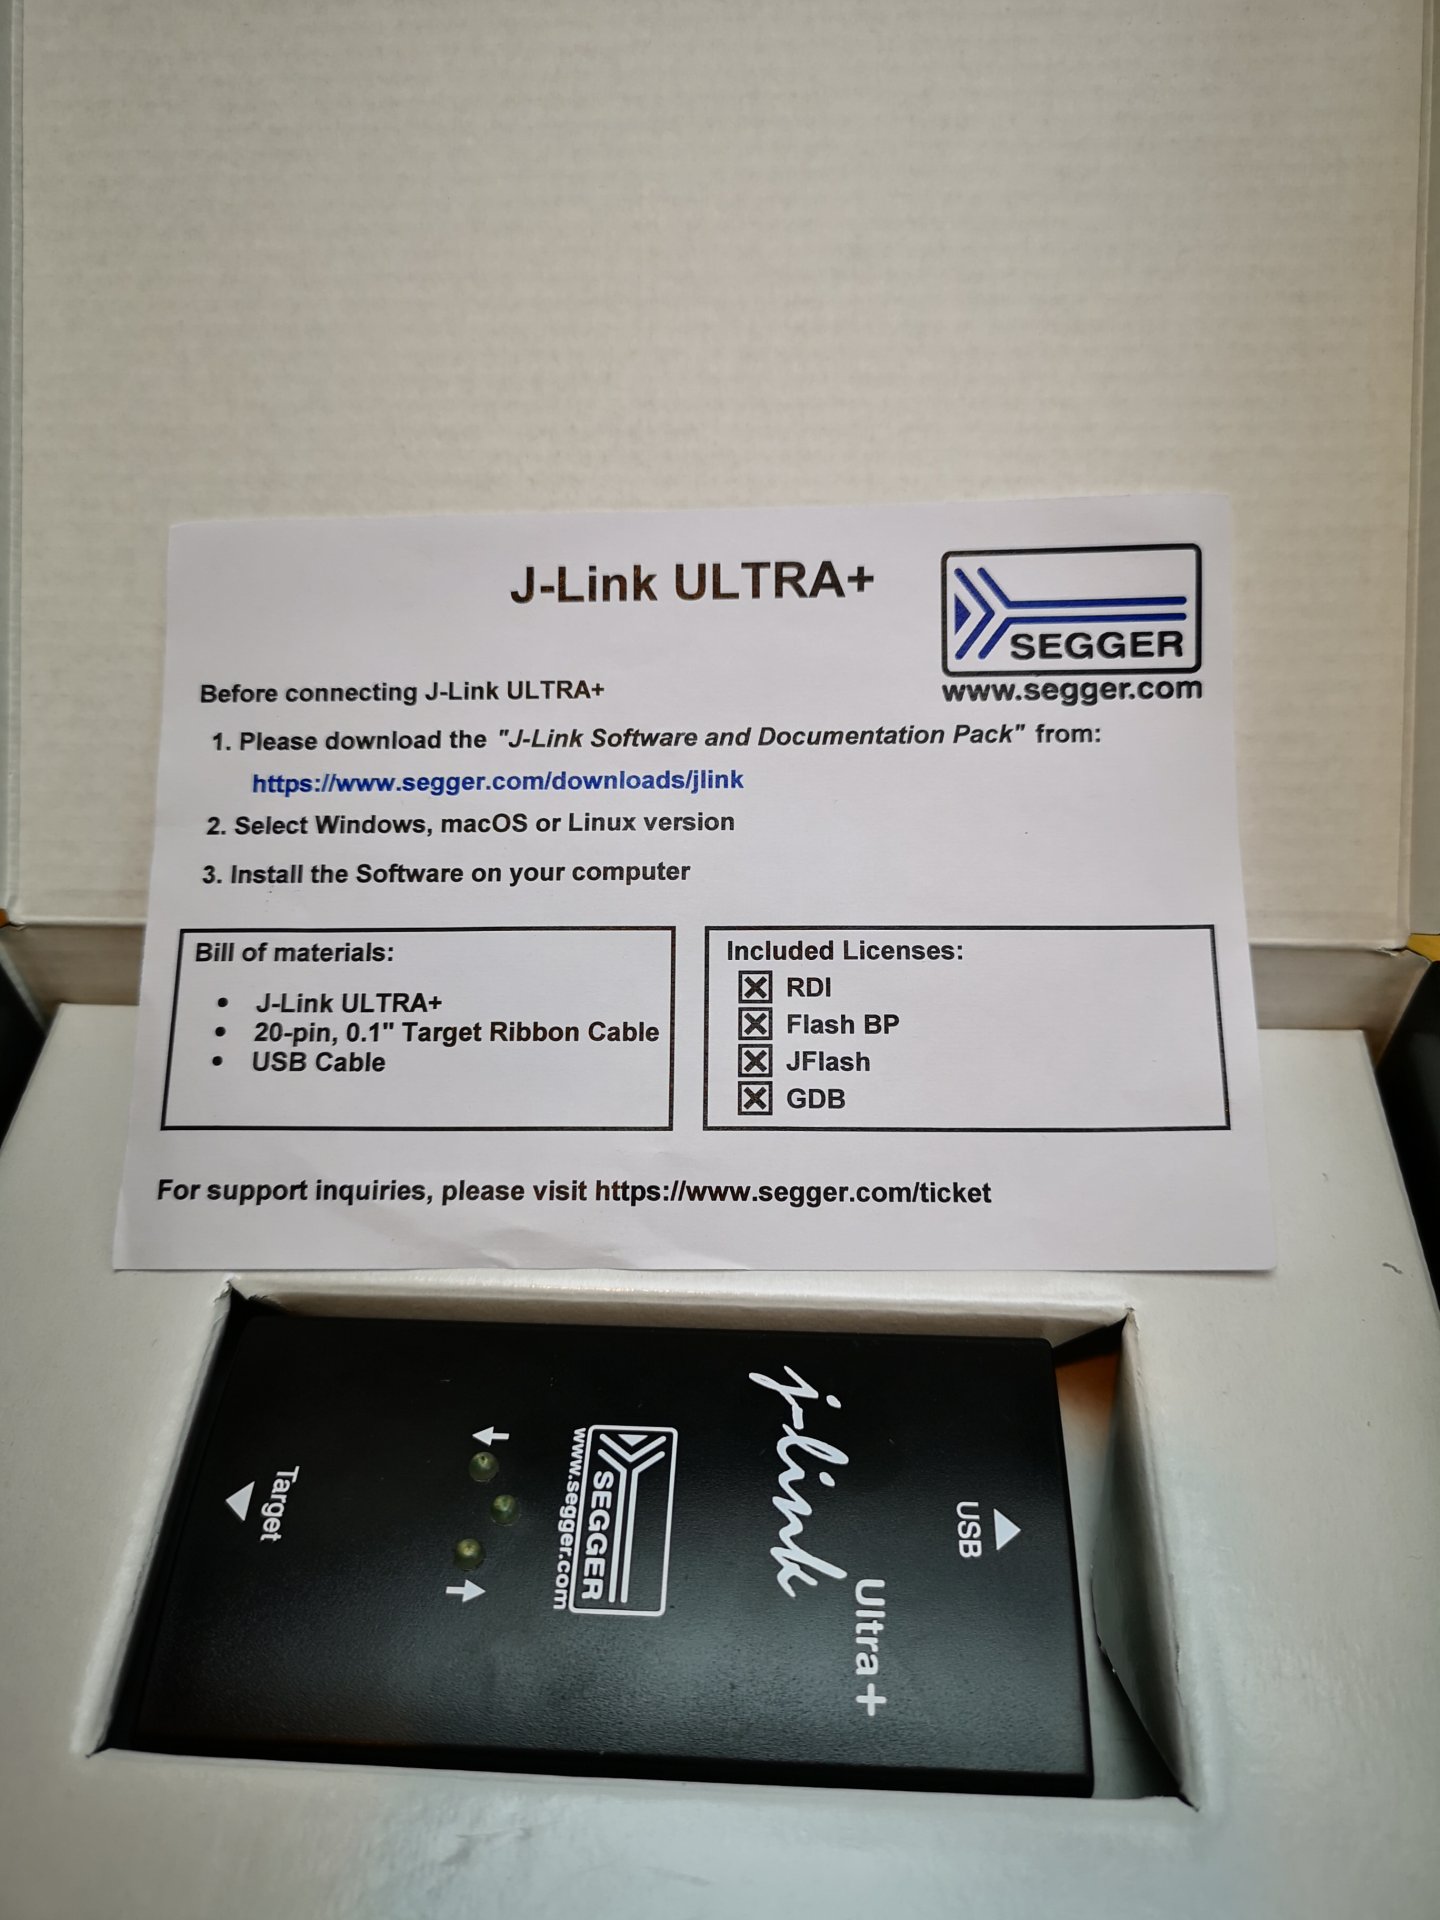 J-Link ULTRA+
SEGGER
www.segger.com
Before connecting J-Link ULTRA+
1. Please download the "J-Link Software and Documentation Pack" from:
https://www.segger.com/downloads/jlink
2. Select Windows, macOS or Linux version
3. Install the Software on your computer
Bill of materials:
• J-Link ULTRA+
• 20-pin, 0.1" Target Ribbon Cable
• USB Cable
Included Licenses:
☒ RDI
☒ Flash BP
☒ JFlash
☒ GDB
For support inquiries, please visit https://www.segger.com/ticket
USB
j-link
Ultra+
SEGGER
www.segger.com
Target